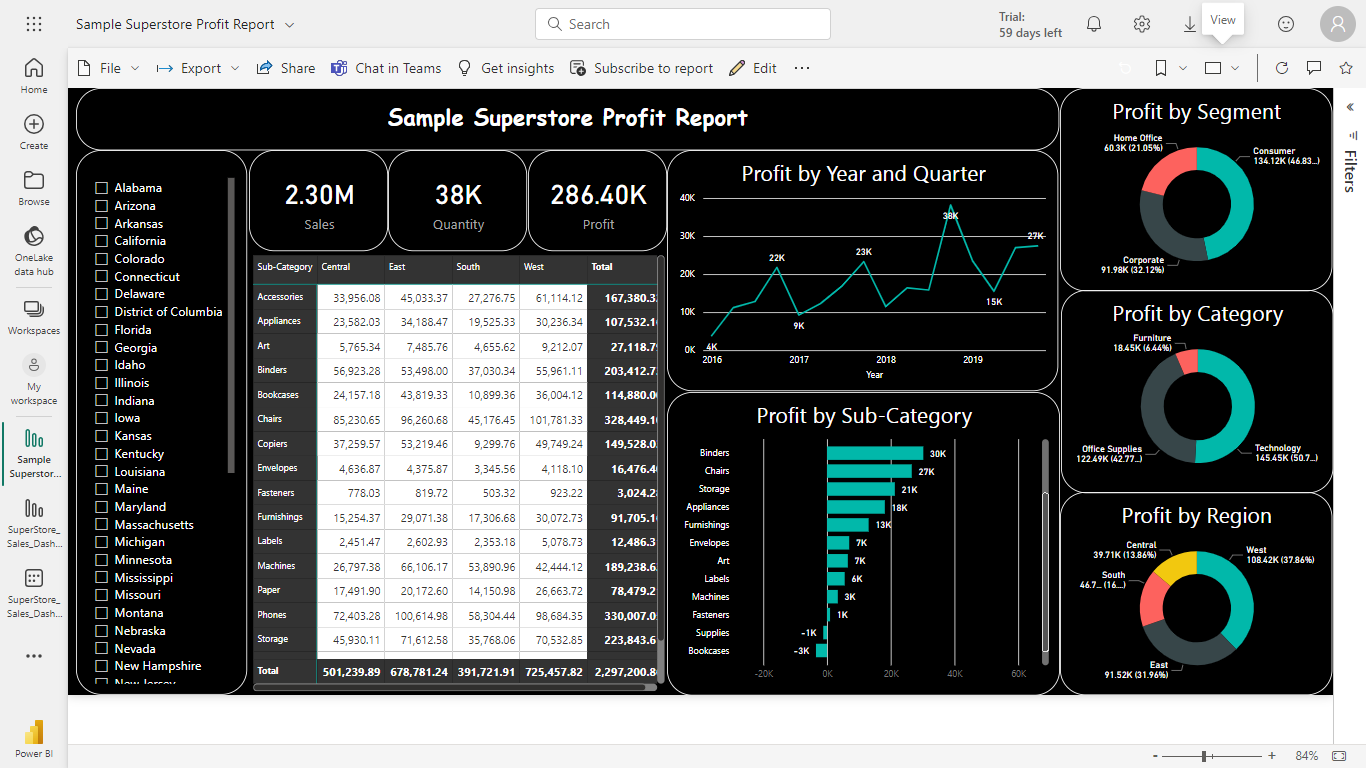 Sample Superstore Profit Report
Search
Trial:
59 days left
View
File
Export
Share
Chat in Teams
Get insights
Subscribe to report
Edit
Home
Create
Browse
OneLake
data hub
Workspaces
My
workspace
Sample
Superstor...
SuperStore_
Sales_Dash...
SuperStore_
Sales_Dash...
Power BI
Sample Superstore Profit Report
Alabama
Arizona
Arkansas
California
Colorado
Connecticut
Delaware
District of Columbia
Florida
Georgia
Idaho
Illinois
Indiana
Iowa
Kansas
Kentucky
Louisiana
Maine
Maryland
Massachusetts
Michigan
Minnesota
Mississippi
Missouri
Montana
Nebraska
Nevada
New Hampshire
New Jersey
2.30M
Sales
38K
Quantity
286.40K
Profit
Sub-Category Central East South West Total
Accessories 33,956.08 45,033.37 27,276.75 61,114.12 167,380.3
Appliances 23,582.03 34,188.47 19,525.33 30,236.34 107,532.1
Art 5,765.34 7,485.76 4,655.62 9,212.07 27,118.7
Binders 56,923.28 53,498.00 37,030.34 55,961.11 203,412.7
Bookcases 24,157.18 43,819.33 10,899.36 36,004.12 114,880.0
Chairs 85,230.65 96,260.68 45,176.45 101,781.33 328,449.1
Copiers 37,259.57 53,219.46 9,299.76 49,749.24 149,528.0
Envelopes 4,636.87 4,375.87 3,345.56 4,118.10 16,476.4
Fasteners 778.03 819.72 503.32 923.22 3,024.2
Furnishings 15,254.37 29,071.38 17,306.68 30,072.73 91,705.1
Labels 2,451.47 2,602.93 2,353.18 5,078.73 12,486.3
Machines 26,797.38 66,106.17 53,890.96 42,444.12 189,238.6
Paper 17,491.90 20,172.60 14,150.98 26,663.72 78,479.2
Phones 72,403.28 100,614.98 58,304.44 98,684.35 330,007.0
Storage 45,930.11 71,612.58 35,768.06 70,532.85 223,843.6
Total 501,239.89 678,781.24 391,721.91 725,457.82 2,297,200.8
Profit by Year and Quarter
40K
30K
20K
10K
0K
4K
22K
9K
23K
38K
15K
27K
2016 2017 2018 2019
Year
Profit by Sub-Category
Binders 30K
Chairs 27K
Storage 21K
Appliances 18K
Furnishings 13K
Envelopes 7K
Art 7K
Labels 6K
Machines 3K
Fasteners 1K
Supplies -1K
Bookcases -3K
-20K 0K 20K 40K 60K
Profit by Segment
Home Office
60.3K (21.05%)
Consumer
134.12K (46.83...)
Corporate
91.98K (32.12%)
Profit by Category
Furniture
18.45K (6.44%)
Office Supplies
122.49K (42.77...)
Technology
145.45K (50.7...)
Profit by Region
Central
39.71K (13.86%)
West
108.42K (37.86%)
South
46.7... (16...)
East
91.52K (31.96%)
Filters
84%